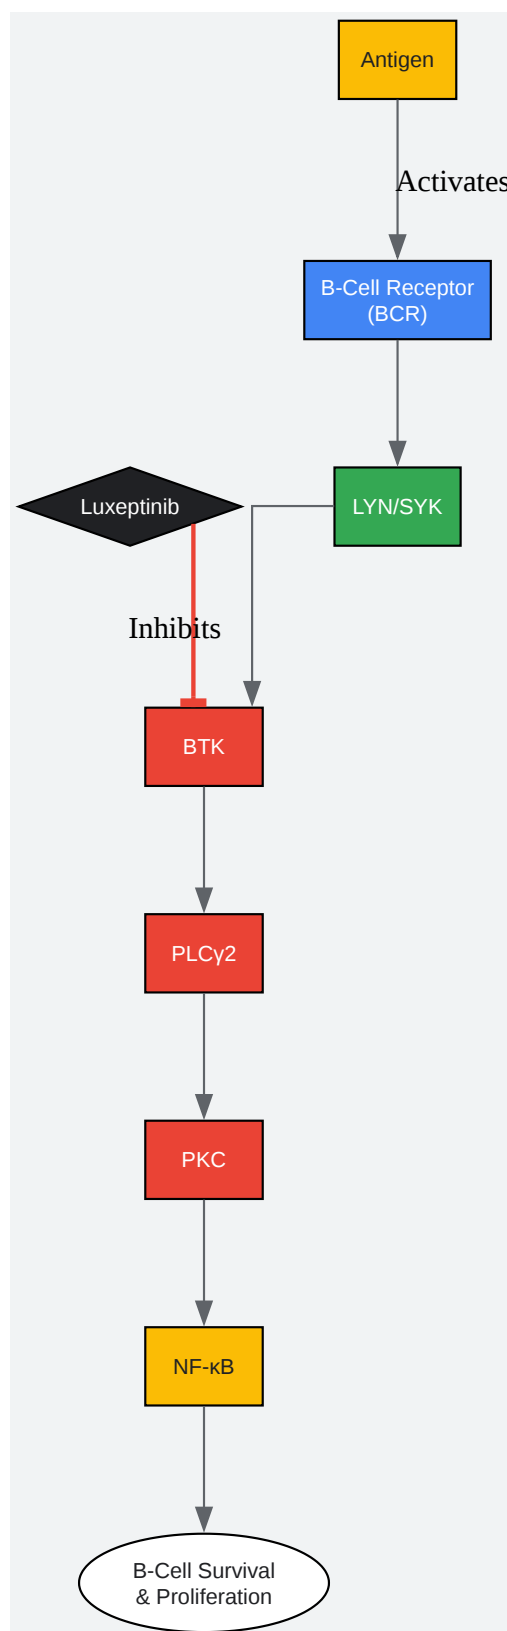 Antigen
Activates
B-Cell Receptor
(BCR)
Luxeptinib
LYN/SYK
Inhibits
BTK
PLCγ2
PKC
NF-κB
B-Cell Survival
& Proliferation